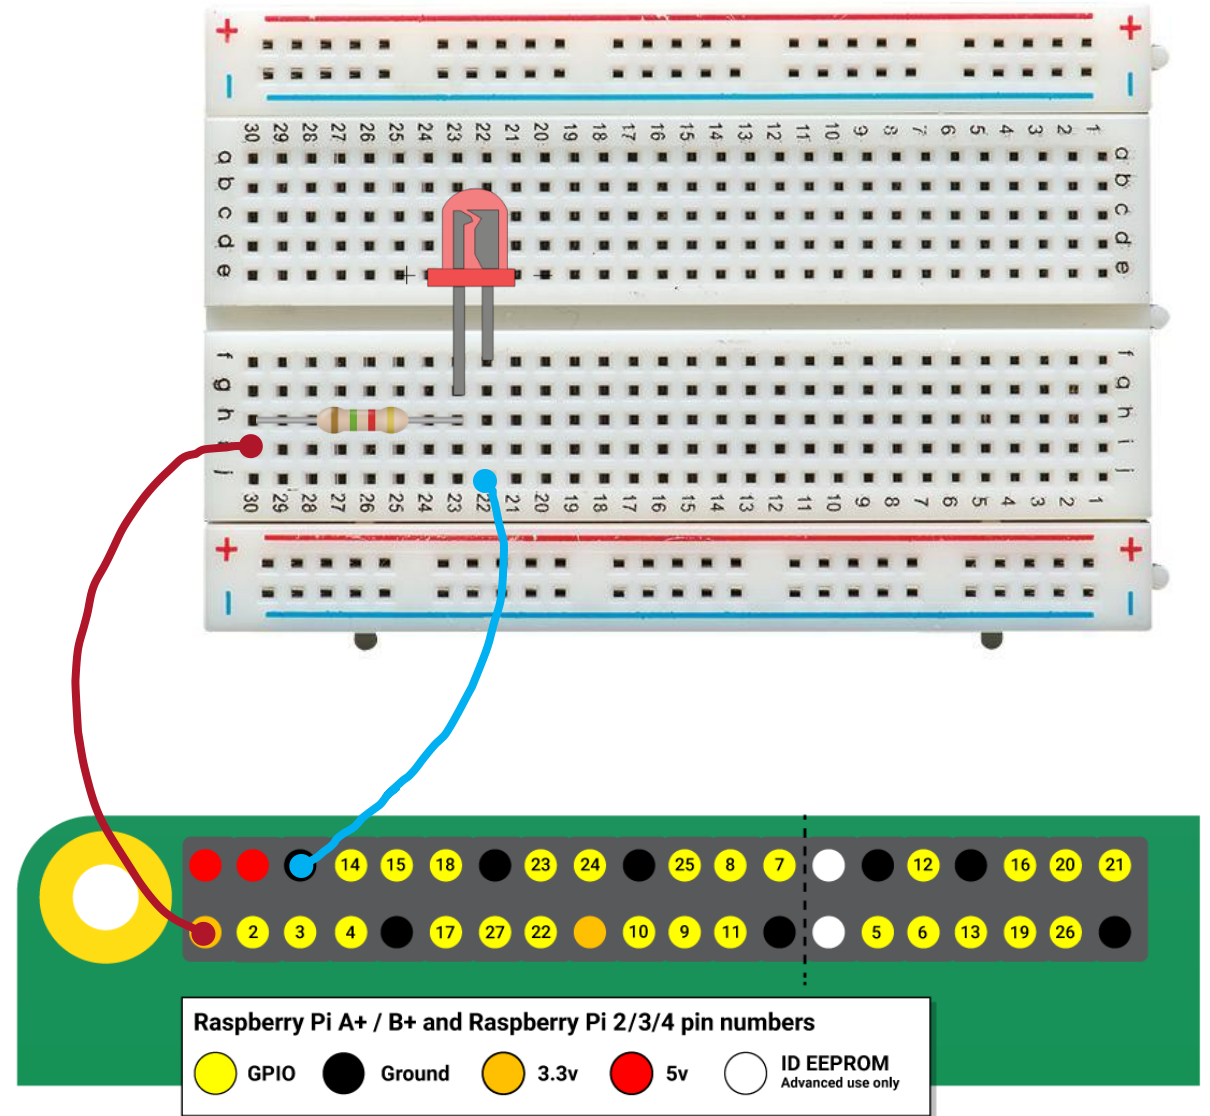 + +
30 29 28 27 26 25 24 23 22 21 20 19 18 17 16 15 14 13 12 11 10 9 8 7 6 5 4 3 2 1
a a
b b
c c
d d
e + - e
f f
g g
h h
i i
j j
30 29 28 27 26 25 24 23 22 21 20 19 18 17 16 15 14 13 12 11 10 9 8 7 6 5 4 3 2 1
+ +
14 15 18 23 24 25 8 7 12 16 20 21
2 3 4 17 27 22 10 9 11 5 6 13 19 26
Raspberry Pi A+ / B+ and Raspberry Pi 2/3/4 pin numbers
GPIO Ground 3.3v 5v ID EEPROM
Advanced use only